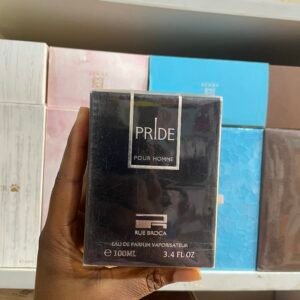 PRIDE
POUR HOMME
RUE BROCA
EAU DE PARFUM VAPORISATEUR
℮ 100ML 3.4 FL OZ